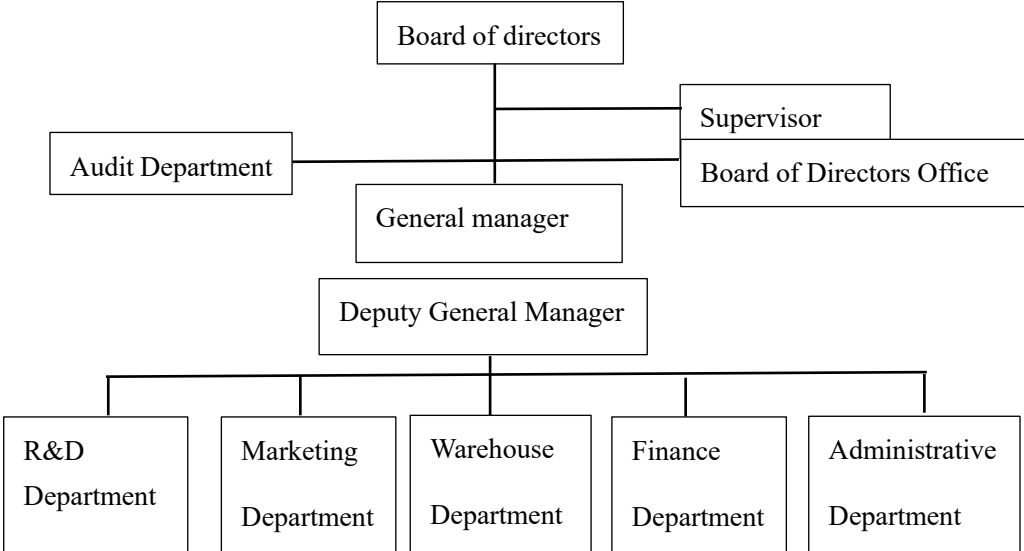 Board of directors
Supervisor
Audit Department
Board of Directors Office
General manager
Deputy General Manager
R&D
Department
Marketing
Department
Warehouse
Department
Finance
Department
Administrative
Department